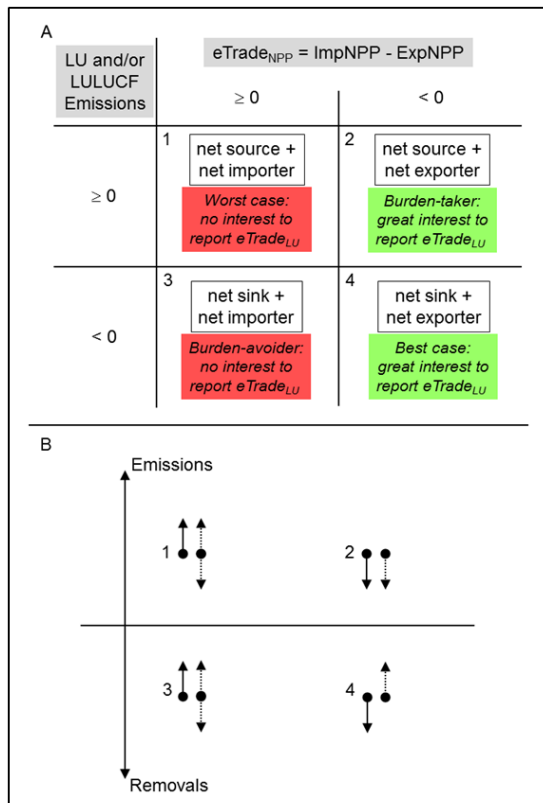 A
LU and/or
LULUCF
Emissions
eTradeNPP = ImpNPP - ExpNPP
≥ 0
< 0
≥ 0
1
net source +
net importer
Worst case:
no interest to
report eTradeLU
2
net source +
net exporter
Burden-taker:
great interest to
report eTradeLU
< 0
3
net sink +
net importer
Burden-avoider:
no interest to
report eTradeLU
4
net sink +
net exporter
Best case:
great interest to
report eTradeLU
B
Emissions
1
2
3
4
Removals